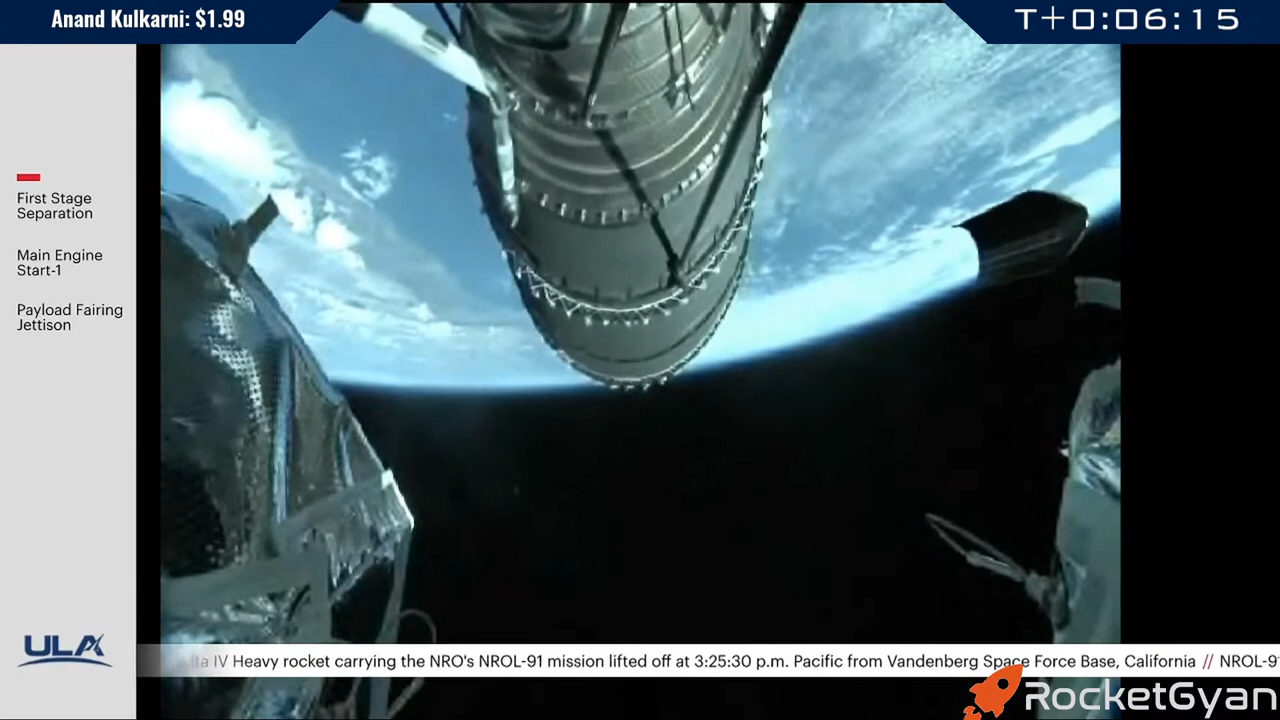 Anand Kulkarni: $1.99
T+0:06:15
First Stage
Separation
Main Engine
Start-1
Payload Fairing
Jettison
ULA
IV Heavy rocket carrying the NRO's NROL-91 mission lifted off at 3:25:30 p.m. Pacific from Vandenberg Space Force Base, California // NROL-9
RocketGyan